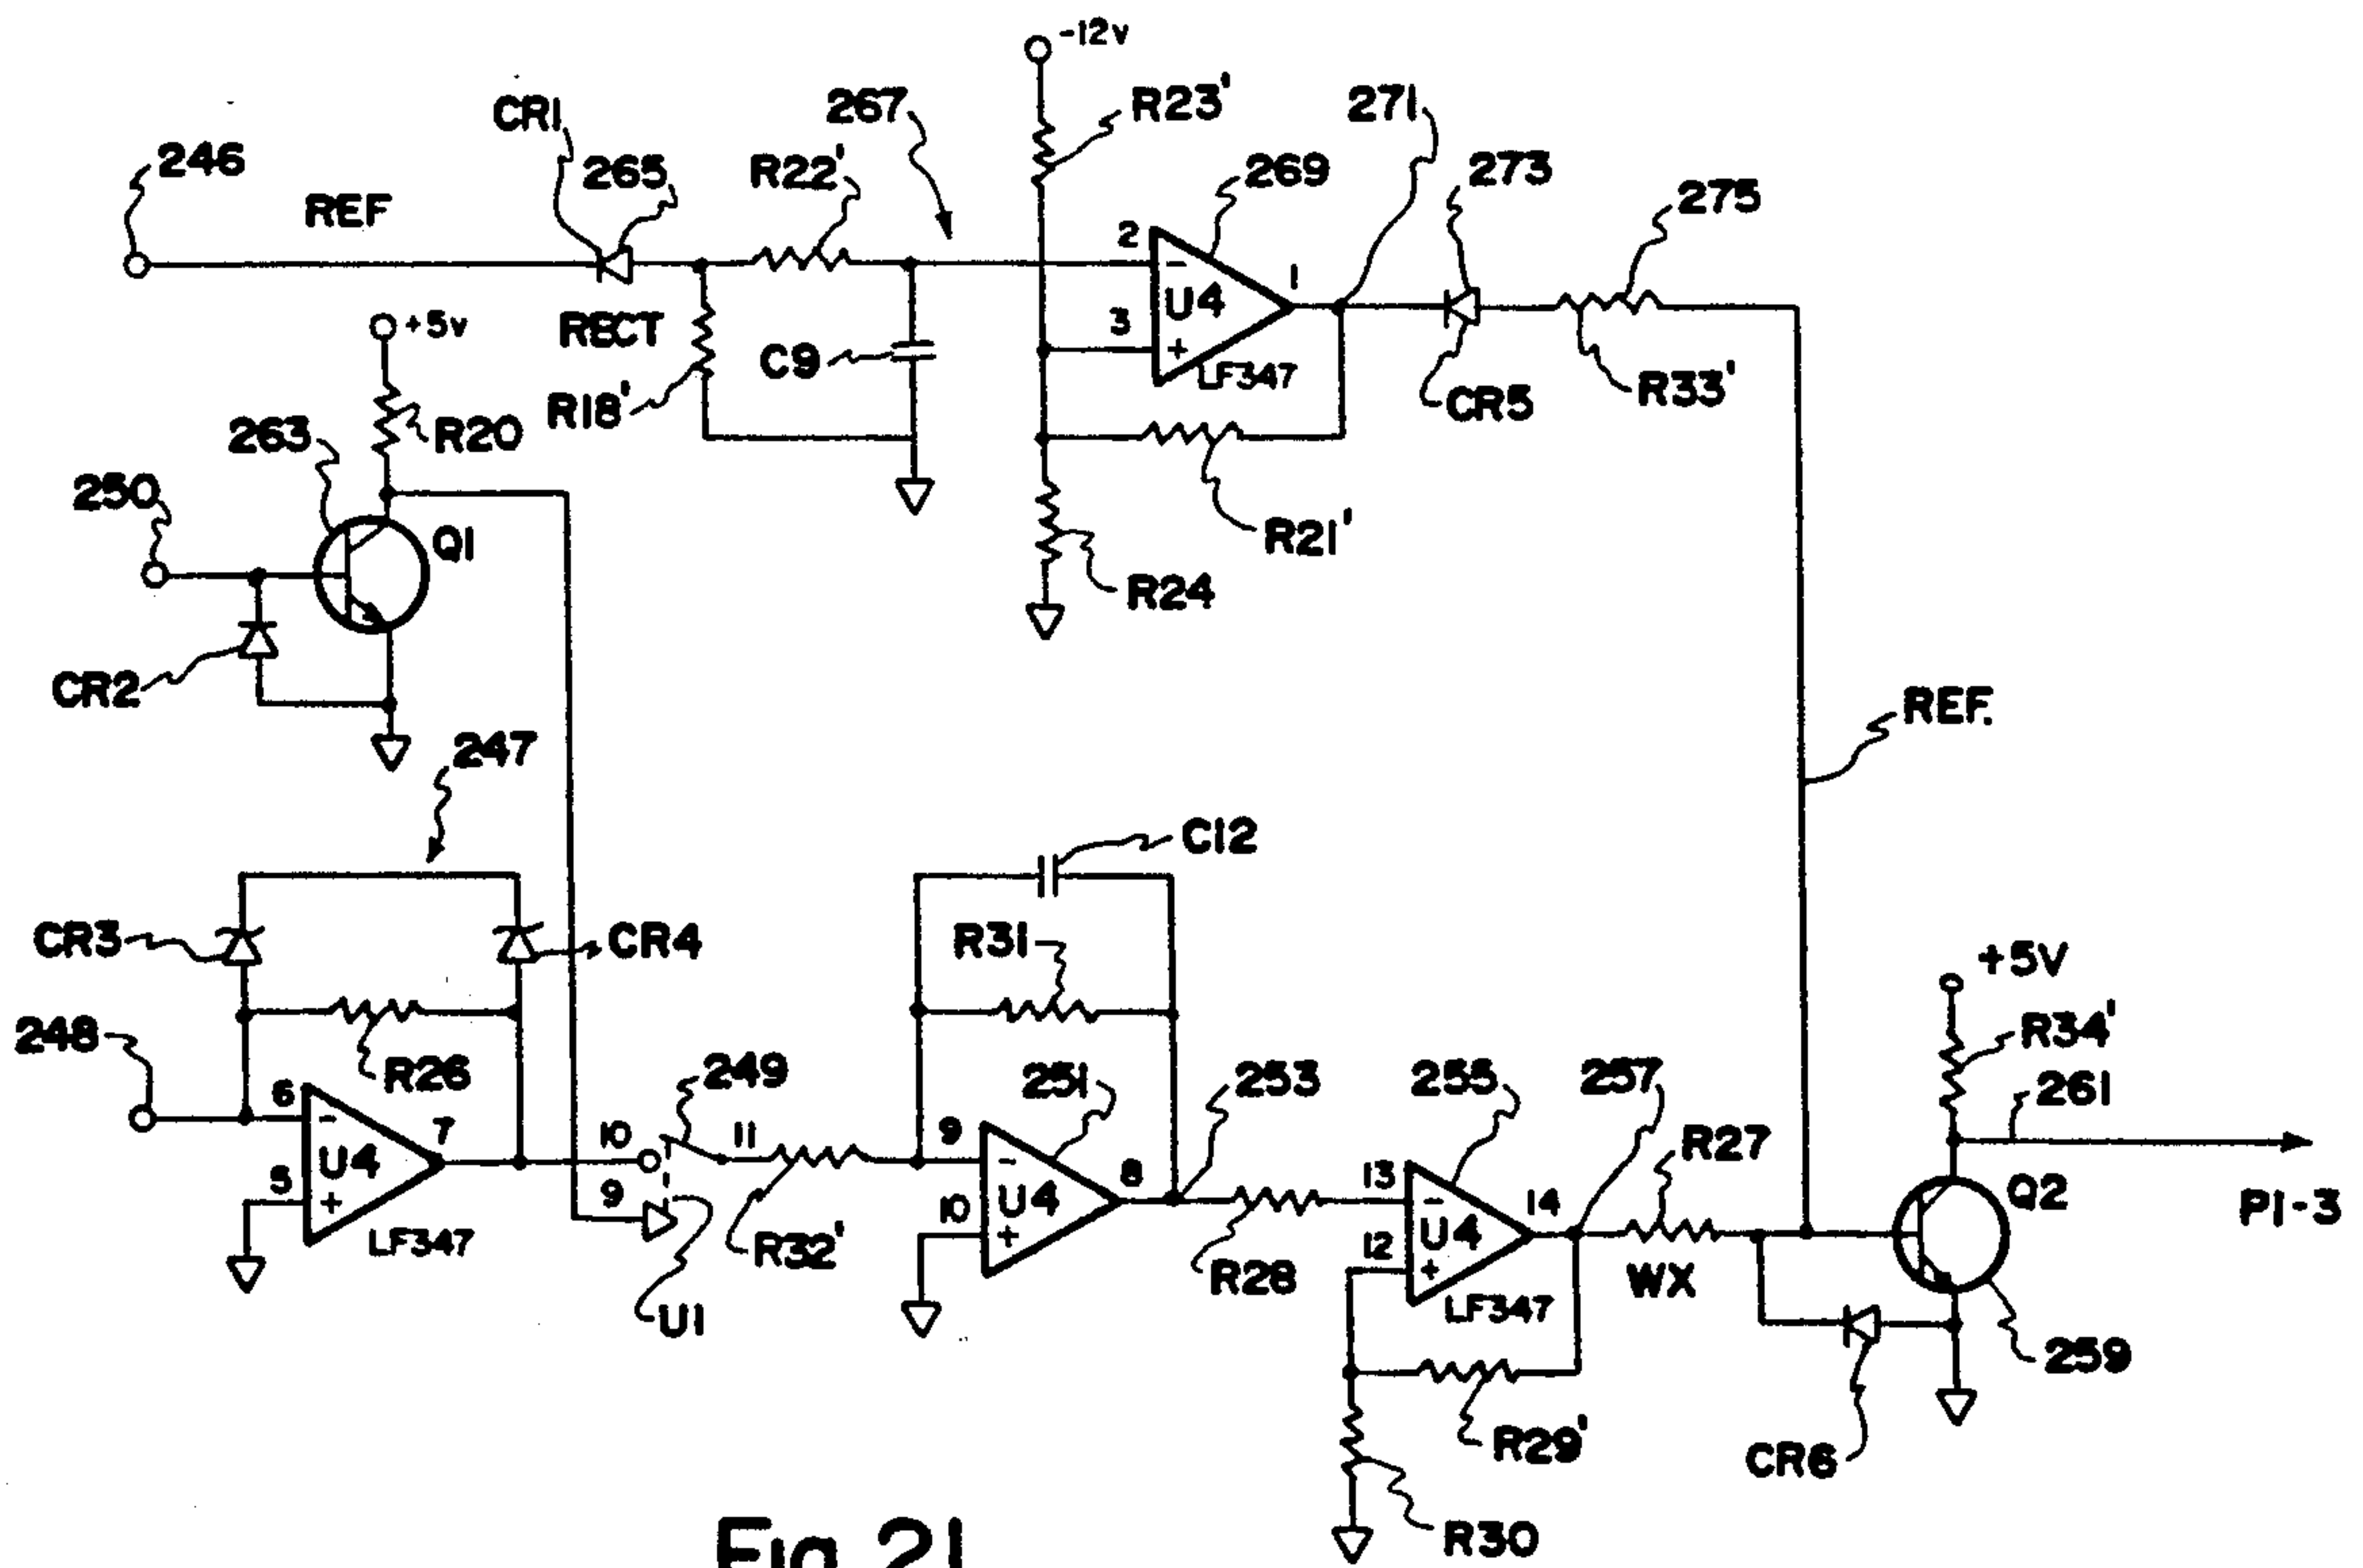 -12v
CR1
267
R23'
271
246
265
R22'
269
273
275
REF
2
1
+5v
RECT
C9
3
-
U4
+
LF347
R18'
CR5
R33'
263
R20
250
Q1
R21'
R24
CR2
247
REF.
C12
CR3
CR4
R31
+5V
248
R26
249
251
253
255
257
R34'
261
6
-
7
10
11
9
-
8
R27
5
U4
+
LF347
9
R32'
10
U4
+
R28
13
-
14
12
U4
+
LF347
WX
Q2
P1-3
U1
259
R29'
CR6
R30
Fig. 21